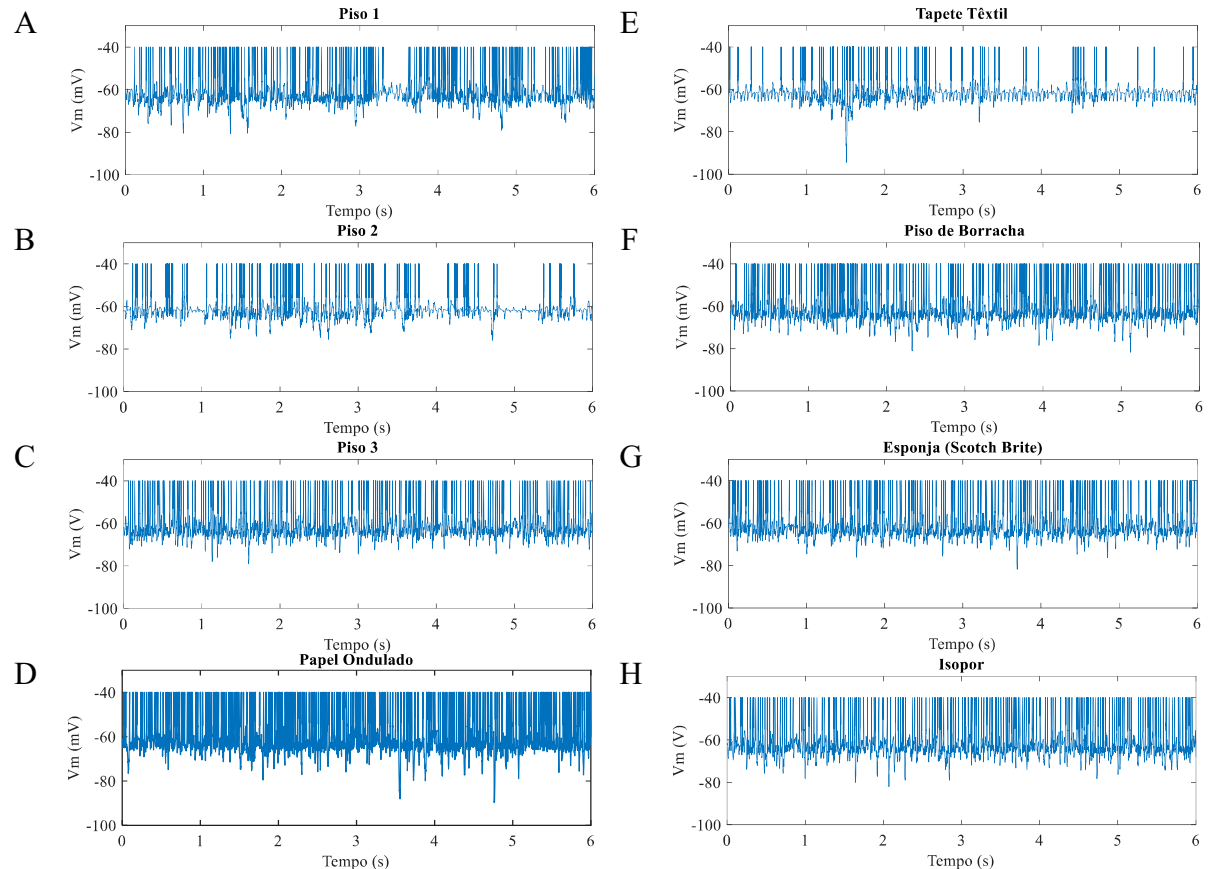 A
Piso 1
-40
-60
-80
-100
Vm (mV)
0 1 2 3 4 5 6
Tempo (s)
B
Piso 2
-40
-60
-80
-100
Vm (mV)
0 1 2 3 4 5 6
Tempo (s)
C
Piso 3
-40
-60
-80
-100
Vm (V)
0 1 2 3 4 5 6
Tempo (s)
D
Papel Ondulado
-40
-60
-80
-100
Vm (mV)
0 1 2 3 4 5 6
Tempo (s)
E
Tapete Têxtil
-40
-60
-80
-100
Vm (mV)
0 1 2 3 4 5 6
Tempo (s)
F
Piso de Borracha
-40
-60
-80
-100
Vm (mV)
0 1 2 3 4 5 6
Tempo (s)
G
Esponja (Scotch Brite)
-40
-60
-80
-100
Vm (mV)
0 1 2 3 4 5 6
Tempo (s)
H
Isopor
-40
-60
-80
-100
Vm (V)
0 1 2 3 4 5 6
Tempo (s)